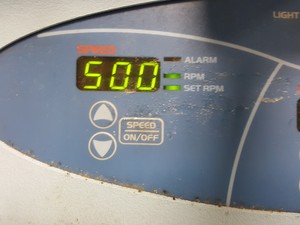 LIGHT
SPEED
500
ALARM
RPM
SET RPM
SPEED
ON/OFF